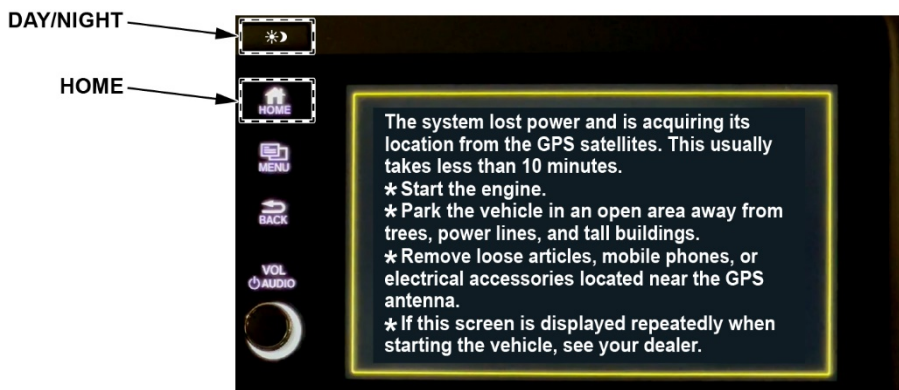 DAY/NIGHT
HOME
HOME
MENU
BACK
VOL
AUDIO
The system lost power and is acquiring its
location from the GPS satellites. This usually
takes less than 10 minutes.
* Start the engine.
* Park the vehicle in an open area away from
trees, power lines, and tall buildings.
* Remove loose articles, mobile phones, or
electrical accessories located near the GPS
antenna.
* If this screen is displayed repeatedly when
starting the vehicle, see your dealer.